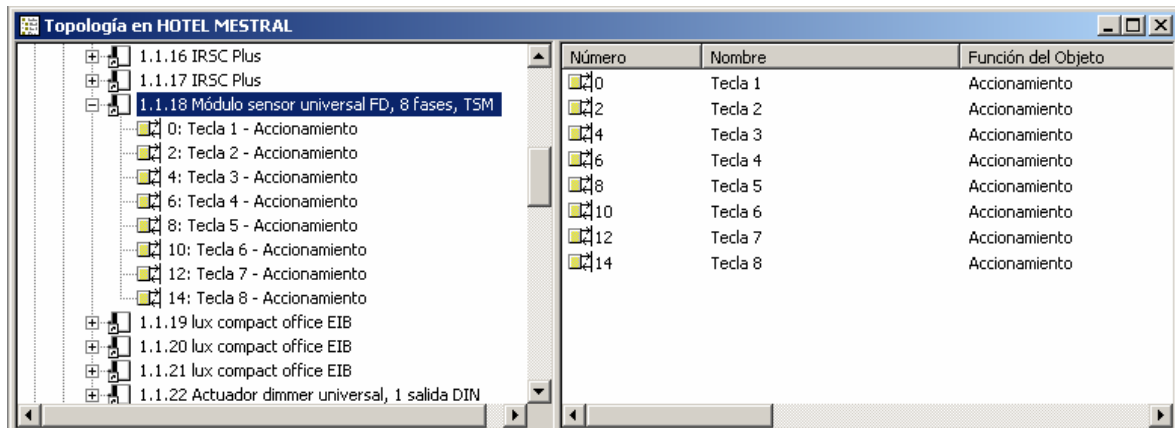 Topología en HOTEL MESTRAL
1.1.16 IRSC Plus
1.1.17 IRSC Plus
1.1.18 Módulo sensor universal FD, 8 fases, TSM
0: Tecla 1 - Accionamiento
2: Tecla 2 - Accionamiento
4: Tecla 3 - Accionamiento
6: Tecla 4 - Accionamiento
8: Tecla 5 - Accionamiento
10: Tecla 6 - Accionamiento
12: Tecla 7 - Accionamiento
14: Tecla 8 - Accionamiento
1.1.19 lux compact office EIB
1.1.20 lux compact office EIB
1.1.21 lux compact office EIB
1.1.22 Actuador dimmer universal, 1 salida DIN
Número Nombre Función del Objeto
0 Tecla 1 Accionamiento
2 Tecla 2 Accionamiento
4 Tecla 3 Accionamiento
6 Tecla 4 Accionamiento
8 Tecla 5 Accionamiento
10 Tecla 6 Accionamiento
12 Tecla 7 Accionamiento
14 Tecla 8 Accionamiento